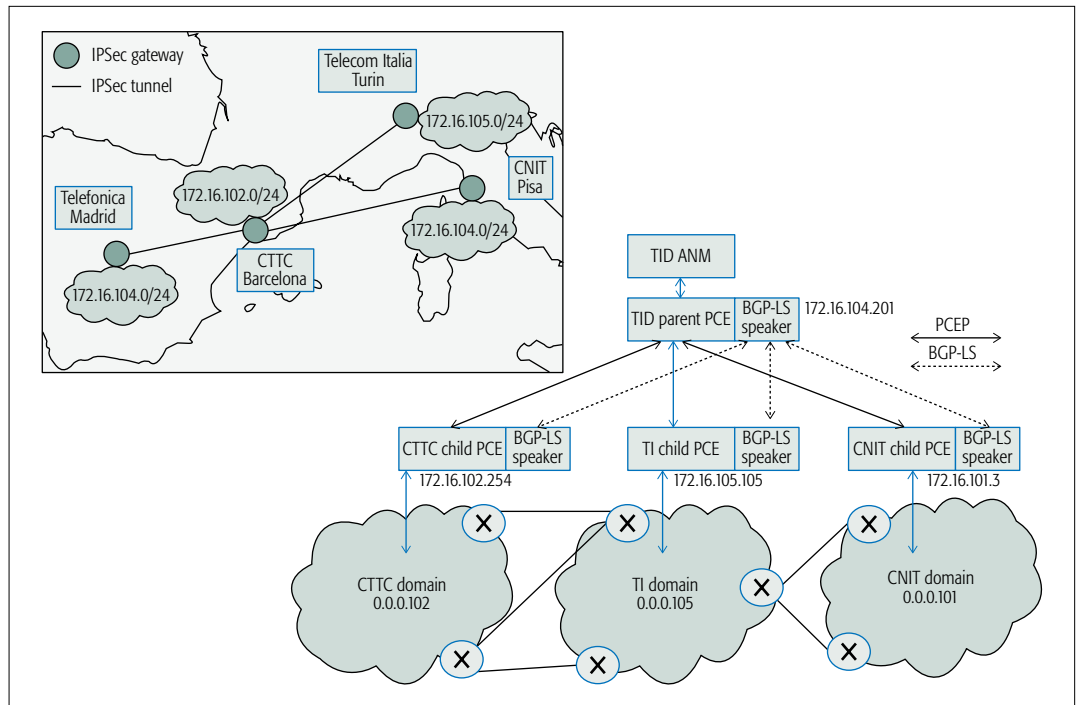 IPSec gateway
IPSec tunnel
Telecom Italia
Turin
172.16.105.0/24
CNIT
Pisa
172.16.102.0/24
Telefonica
Madrid
172.16.104.0/24
CTTC
Barcelona
172.16.104.0/24
TID ANM
TID parent PCE
BGP-LS
speaker
172.16.104.201
PCEP
BGP-LS
CTTC child PCE
BGP-LS
speaker
172.16.102.254
TI child PCE
BGP-LS
speaker
172.16.105.105
CNIT child PCE
BGP-LS
speaker
172.16.101.3
X
X
X
X
X
X
X
CTTC domain
0.0.0.102
TI domain
0.0.0.105
CNIT domain
0.0.0.101